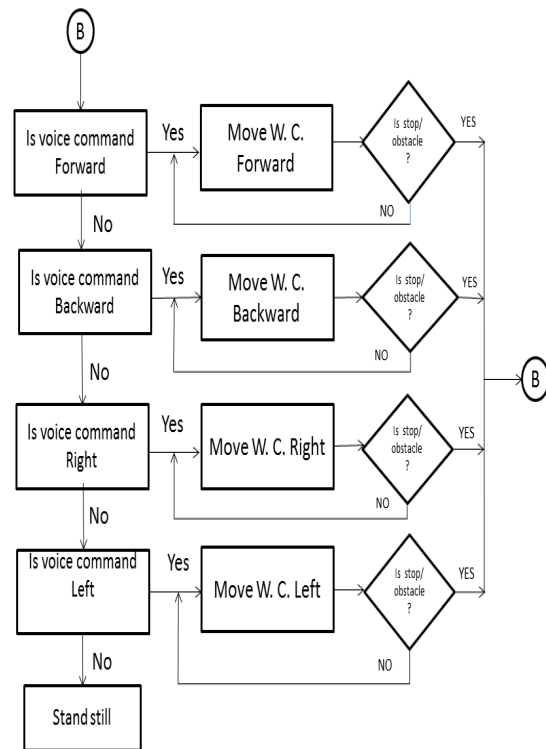 B
Is voice command
Forward
Yes
Move W. C.
Forward
Is stop/
obstacle
?
YES
NO
No
Is voice command
Backward
Yes
Move W. C.
Backward
Is stop/
obstacle
?
YES
NO
B
No
Is voice command
Right
Yes
Move W. C. Right
Is stop/
obstacle
?
YES
NO
No
Is voice command
Left
Yes
Move W. C. Left
Is stop/
obstacle
?
YES
NO
No
Stand still